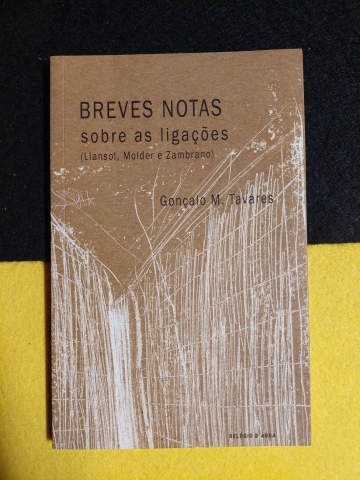 BREVES NOTAS
sobre as ligações
(Llansol, Molder e Zambrano)
Gonçalo M. Tavares
RELÓGIO D'ÁGUA